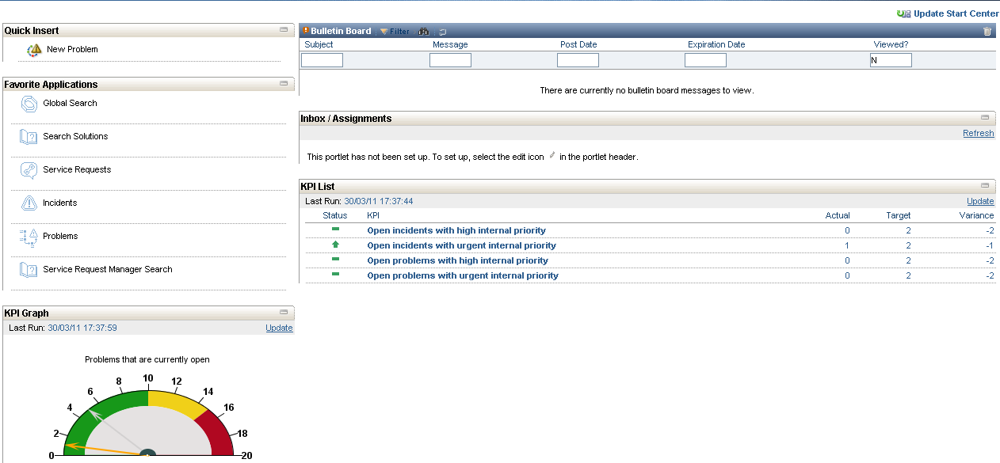 Update Start Center
Quick Insert
New Problem
Favorite Applications
Global Search
Search Solutions
Service Requests
Incidents
Problems
Service Request Manager Search
KPI Graph
Last Run: 30/03/11 17:37:59 Update
Problems that are currently open
0 2 4 6 8 10 12 14 16 18 20
Bulletin Board Filter
Subject Message Post Date Expiration Date Viewed?
N
There are currently no bulletin board messages to view.
Inbox / Assignments
Refresh
This portlet has not been set up. To set up, select the edit icon in the portlet header.
KPI List
Last Run: 30/03/11 17:37:44 Update
Status KPI Actual Target Variance
Open incidents with high internal priority 0 2 -2
Open incidents with urgent internal priority 1 2 -1
Open problems with high internal priority 0 2 -2
Open problems with urgent internal priority 0 2 -2